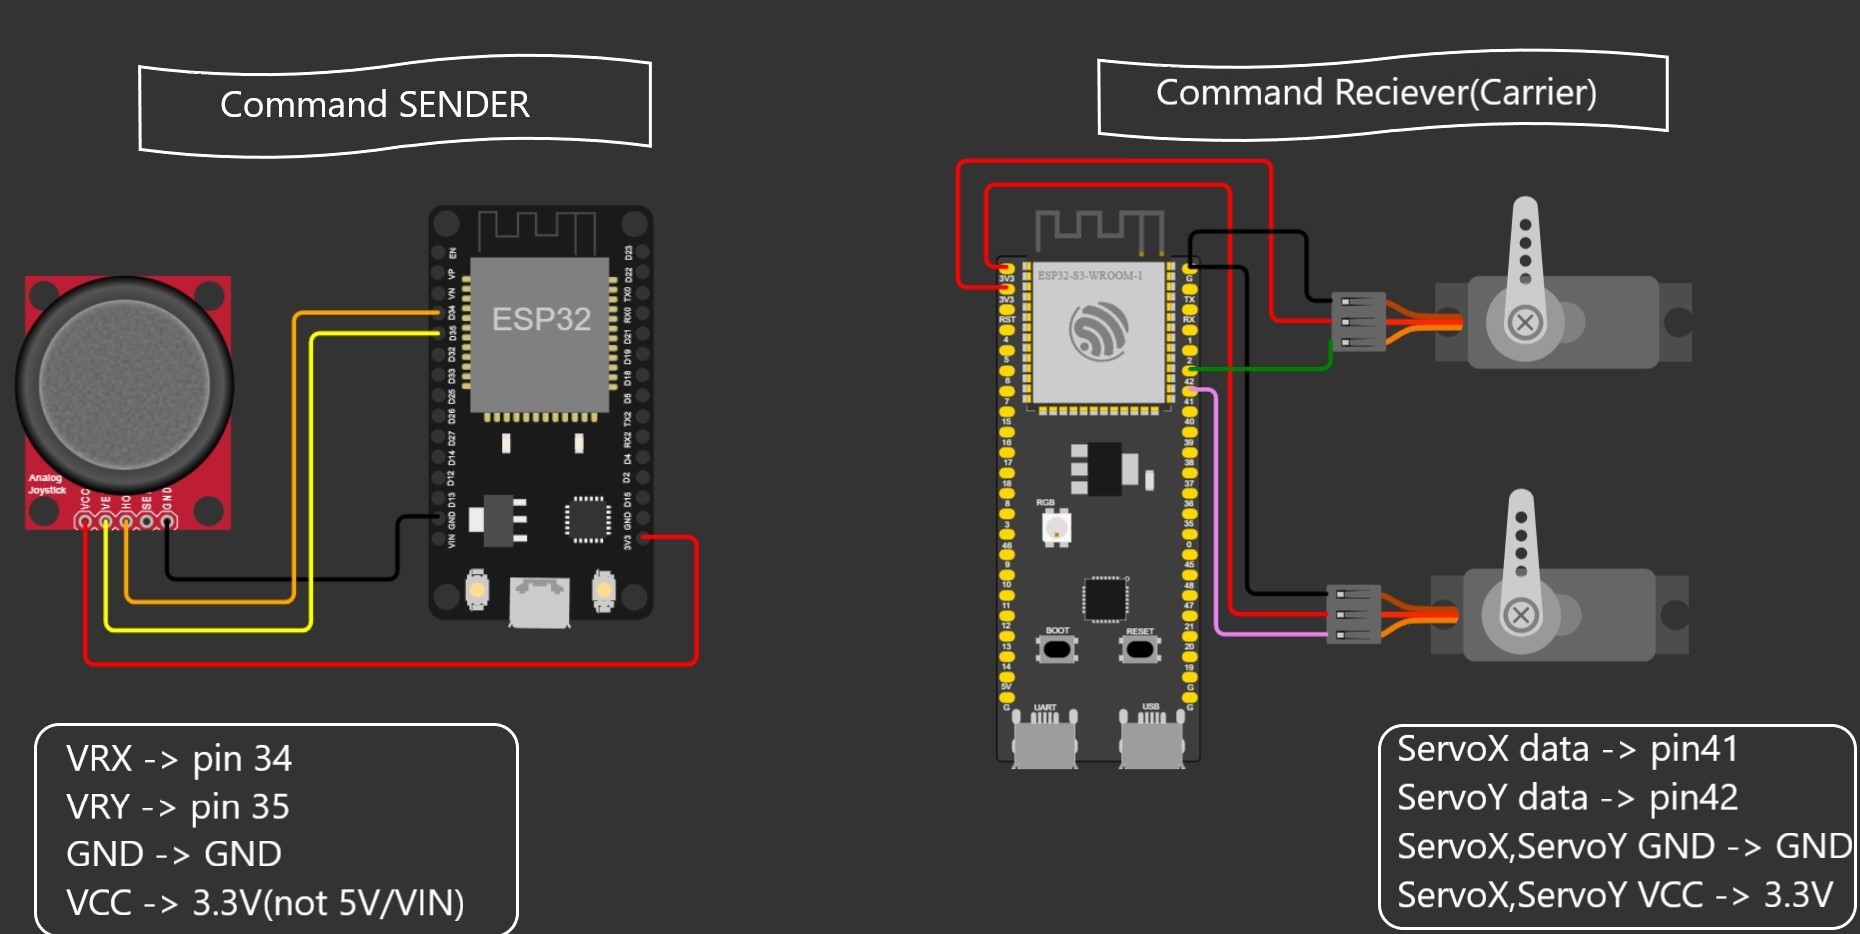 Command SENDER
Command Reciever(Carrier)
Analog
Joystick
VCC
VE
HO
SE
GND
ESP32
EN
VP
VN
D34
D35
D32
D33
D25
D26
D27
D14
D12
D13
GND
VIN
D23
D22
TX0
RX0
D21
D19
D18
D5
TX2
RX2
D4
D2
D15
GND
3V3
ESP32-S3-WROOM-1
3V3
3V3
RST
4
5
6
7
15
16
17
18
8
3
46
9
10
11
12
13
14
5V
G
G
TX
RX
1
2
42
41
40
39
38
37
36
35
0
45
48
47
21
20
19
G
G
RGB
BOOT
RESET
UART
USB
VRX -> pin 34
VRY -> pin 35
GND -> GND
VCC -> 3.3V(not 5V/VIN)
ServoX data -> pin41
ServoY data -> pin42
ServoX,ServoY GND -> GND
ServoX,ServoY VCC -> 3.3V